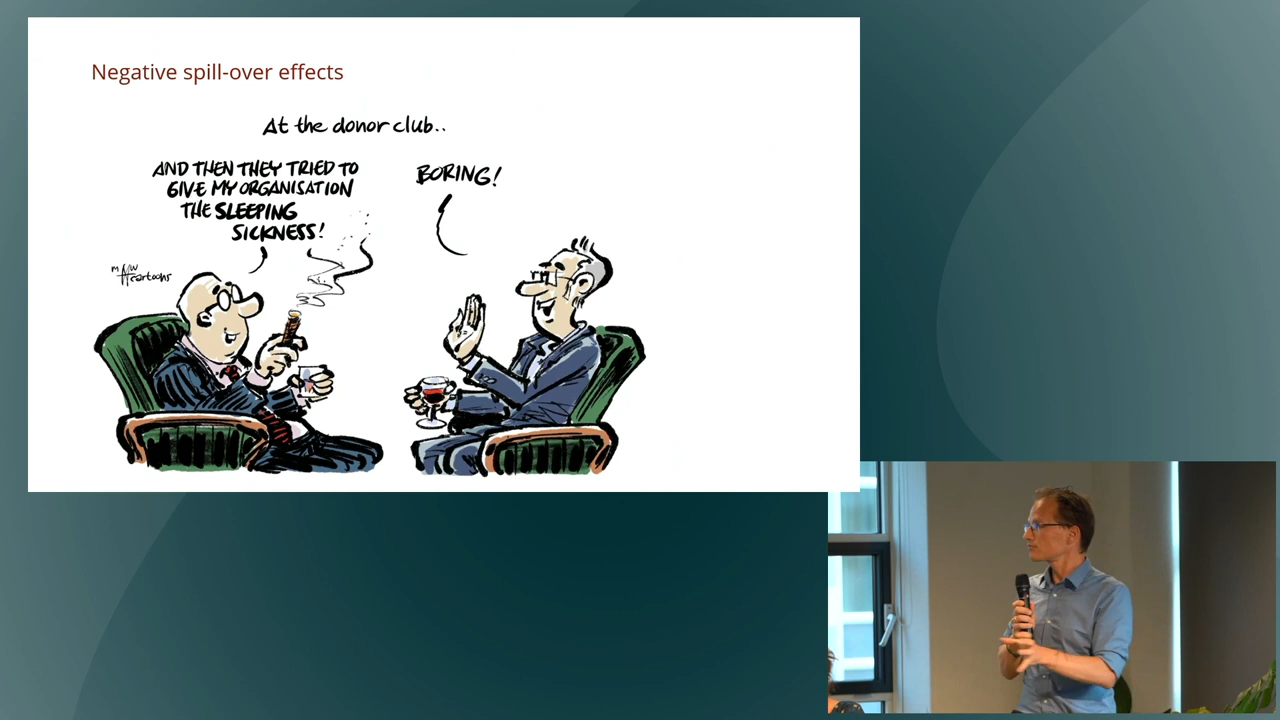 Negative spill-over effects
At the donor club..
AND THEN THEY TRIED TO
GIVE MY ORGANISATION
THE SLEEPING
SICKNESS!
BORING!
cartoons